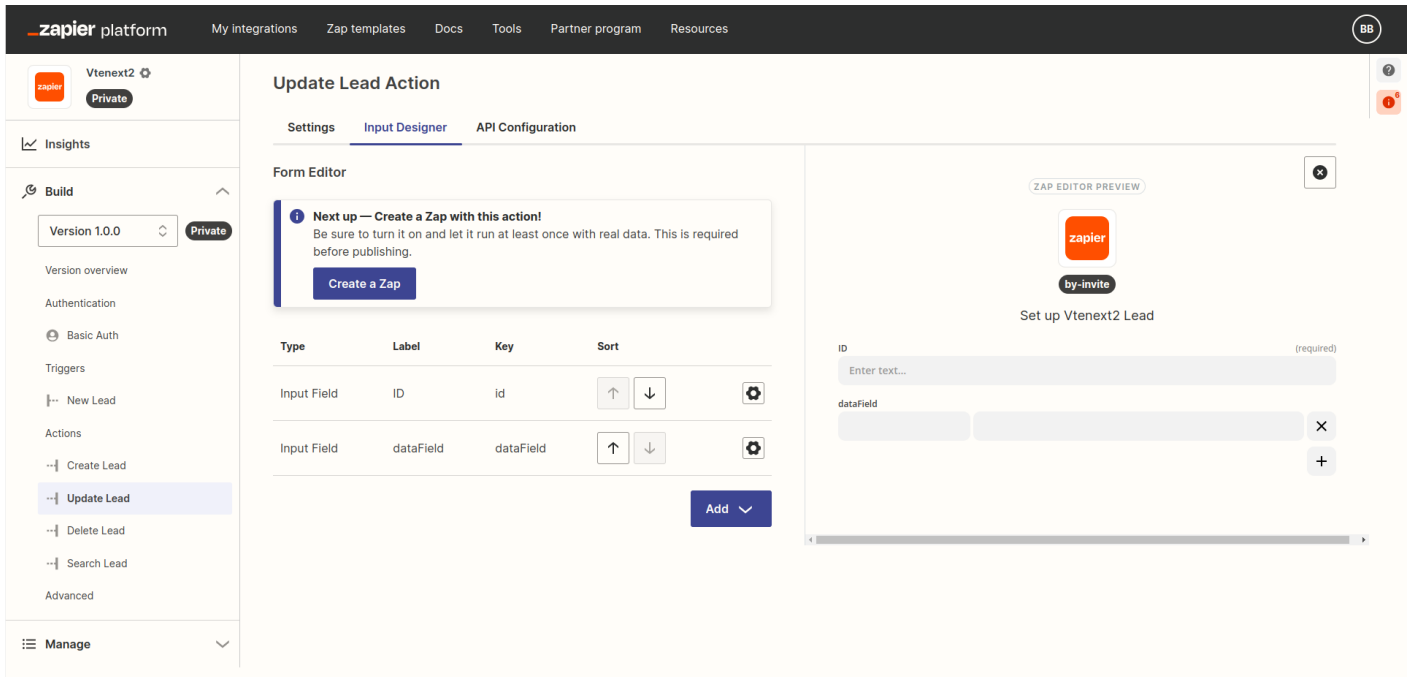 zapier platform My integrations Zap templates Docs Tools Partner program Resources BB
zapier
Vtenext2
Private
Insights
Build
Version 1.0.0 Private
Version overview
Authentication
Basic Auth
Triggers
New Lead
Actions
Create Lead
Update Lead
Delete Lead
Search Lead
Advanced
Manage
Update Lead Action
Settings Input Designer API Configuration
Form Editor
Next up — Create a Zap with this action!
Be sure to turn it on and let it run at least once with real data. This is required
before publishing.
Create a Zap
Type Label Key Sort
Input Field ID id
Input Field dataField dataField
Add
ZAP EDITOR PREVIEW
zapier
by-invite
Set up Vtenext2 Lead
ID (required)
Enter text...
dataField
6